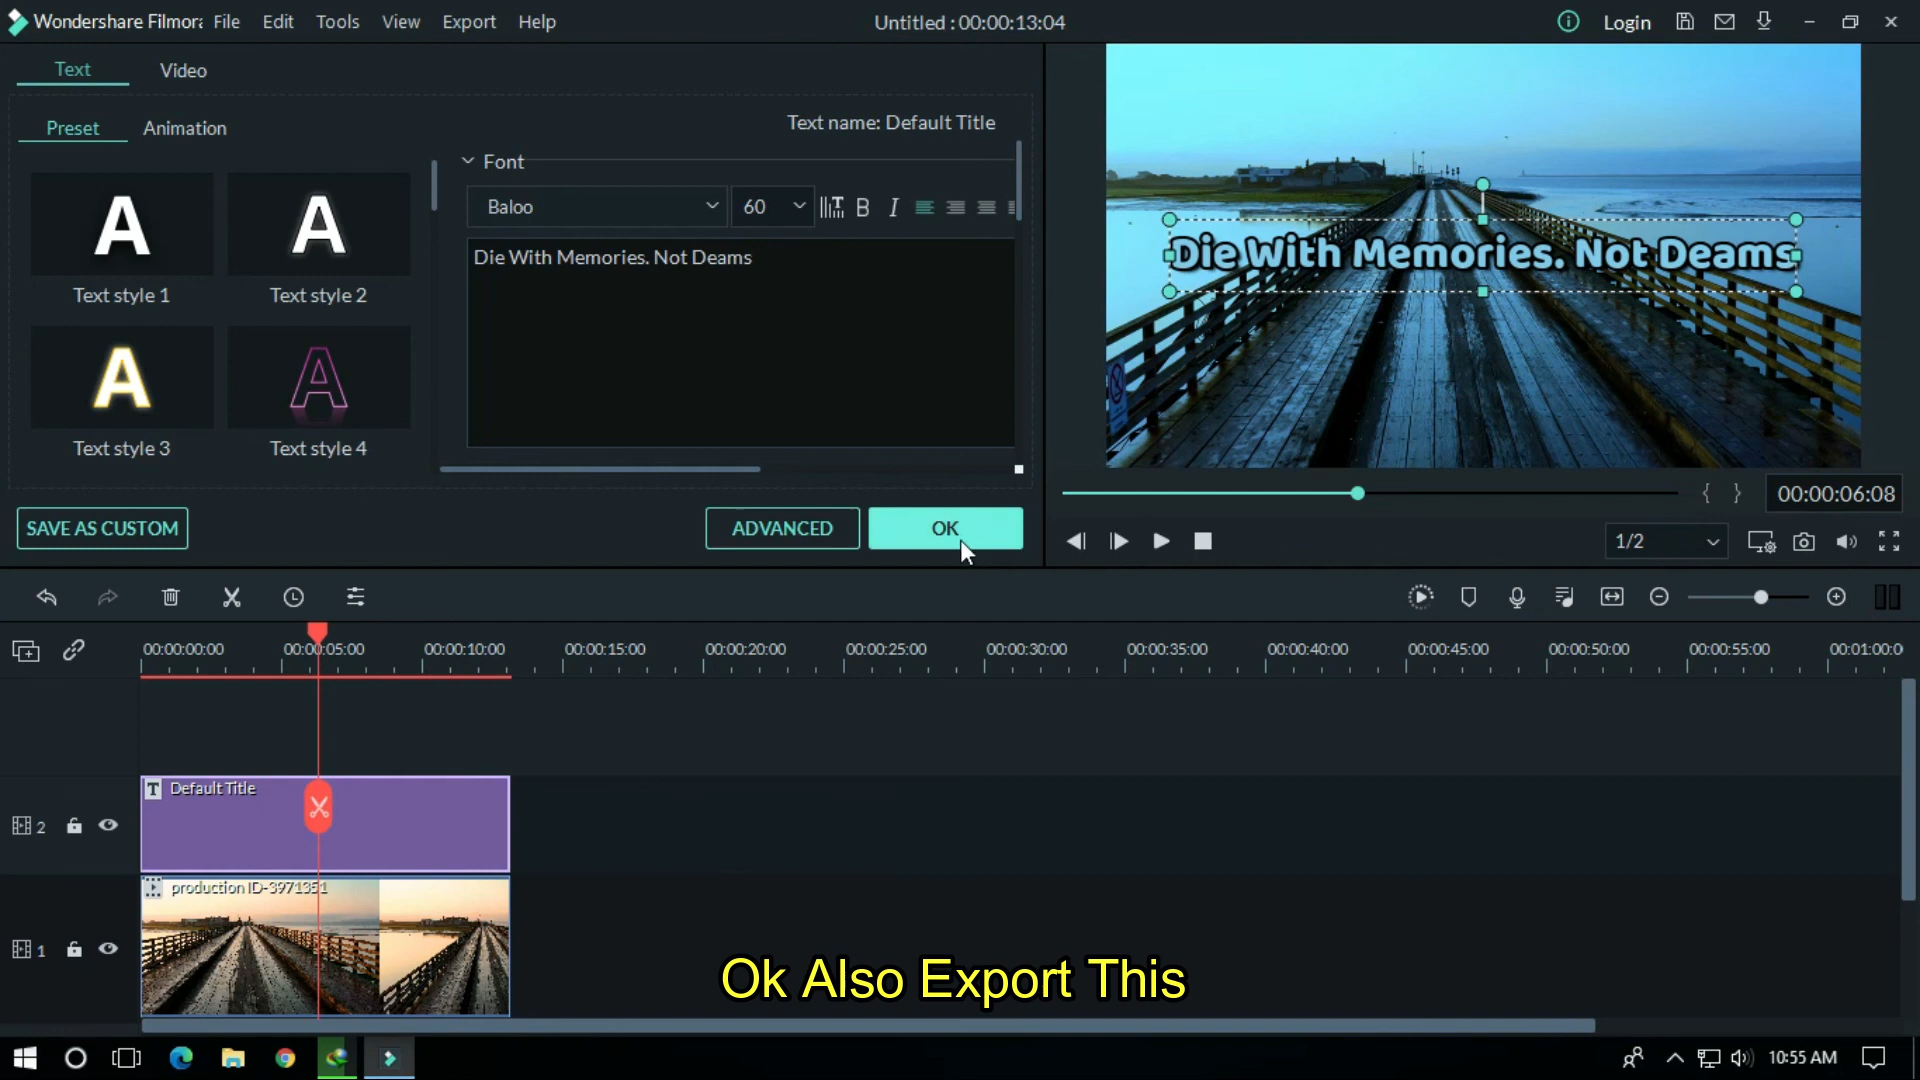 Wondershare Filmora File Edit Tools View Export Help Untitled : 00:00:13:04 Login
Text Video
Preset Animation
Text name: Default Title
Font
Baloo 60 B I
Die With Memories. Not Deams
Text style 1 Text style 2
Text style 3 Text style 4
SAVE AS CUSTOM ADVANCED OK
Die With Memories. Not Deams
{ } 00:00:06:08
1/2
00:00:00:00 00:00:05:00 00:00:10:00 00:00:15:00 00:00:20:00 00:00:25:00 00:00:30:00 00:00:35:00 00:00:40:00 00:00:45:00 00:00:50:00 00:00:55:00 00:01:00:0
T Default Title
2
production ID-3971351
1
Ok Also Export This
10:55 AM